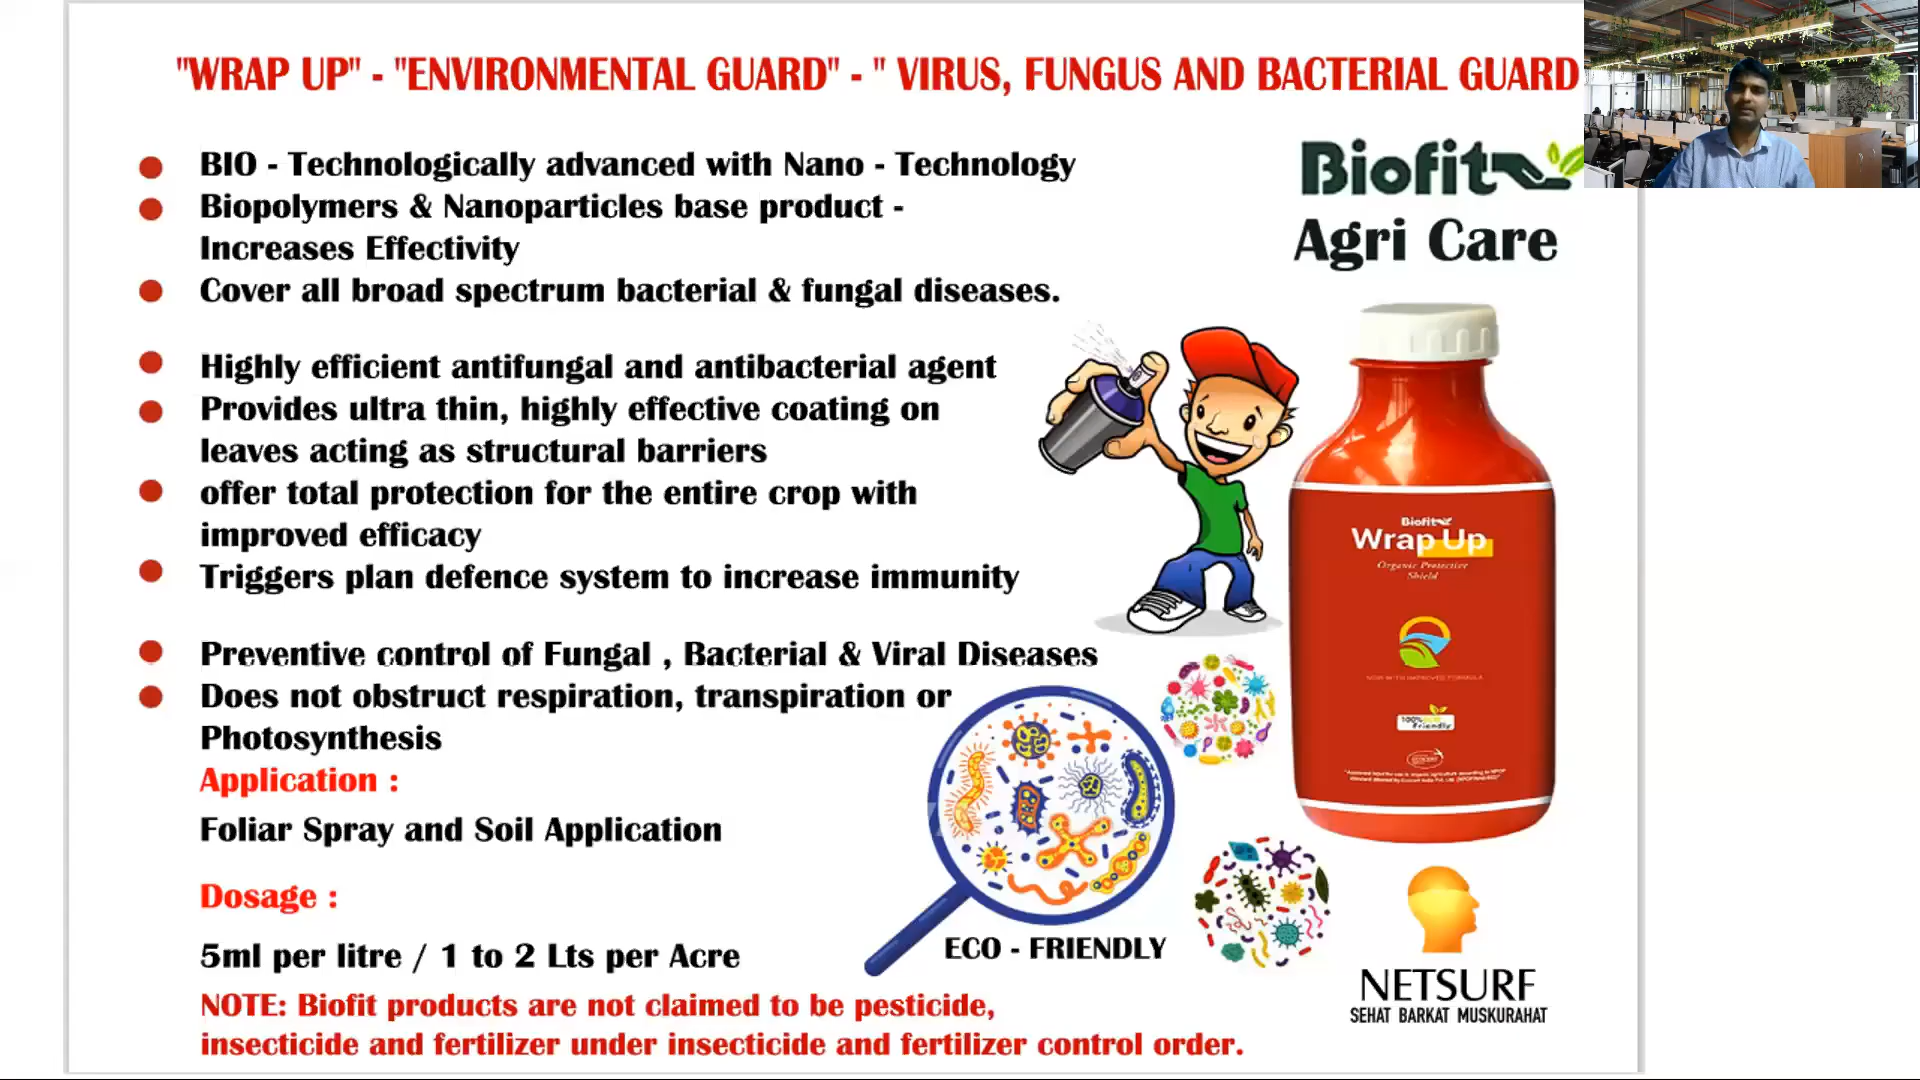 "WRAP UP" - "ENVIRONMENTAL GUARD" - " VIRUS, FUNGUS AND BACTERIAL GUARD
BIO - Technologically advanced with Nano - Technology
Biopolymers & Nanoparticles base product -
Increases Effectivity
Cover all broad spectrum bacterial & fungal diseases.
Highly efficient antifungal and antibacterial agent
Provides ultra thin, highly effective coating on
leaves acting as structural barriers
offer total protection for the entire crop with
improved efficacy
Triggers plan defence system to increase immunity
Preventive control of Fungal , Bacterial & Viral Diseases
Does not obstruct respiration, transpiration or
Photosynthesis
Application :
Foliar Spray and Soil Application
Dosage :
5ml per litre / 1 to 2 Lts per Acre
NOTE: Biofit products are not claimed to be pesticide,
insecticide and fertilizer under insecticide and fertilizer control order.
Biofit
Agri Care
Biofit
Wrap Up
Organic Protective
Shield
NOW WITH IMPROVED FORMULA
100% 
Friendly
ECO - FRIENDLY
NETSURF
SEHAT BARKAT MUSKURAHAT